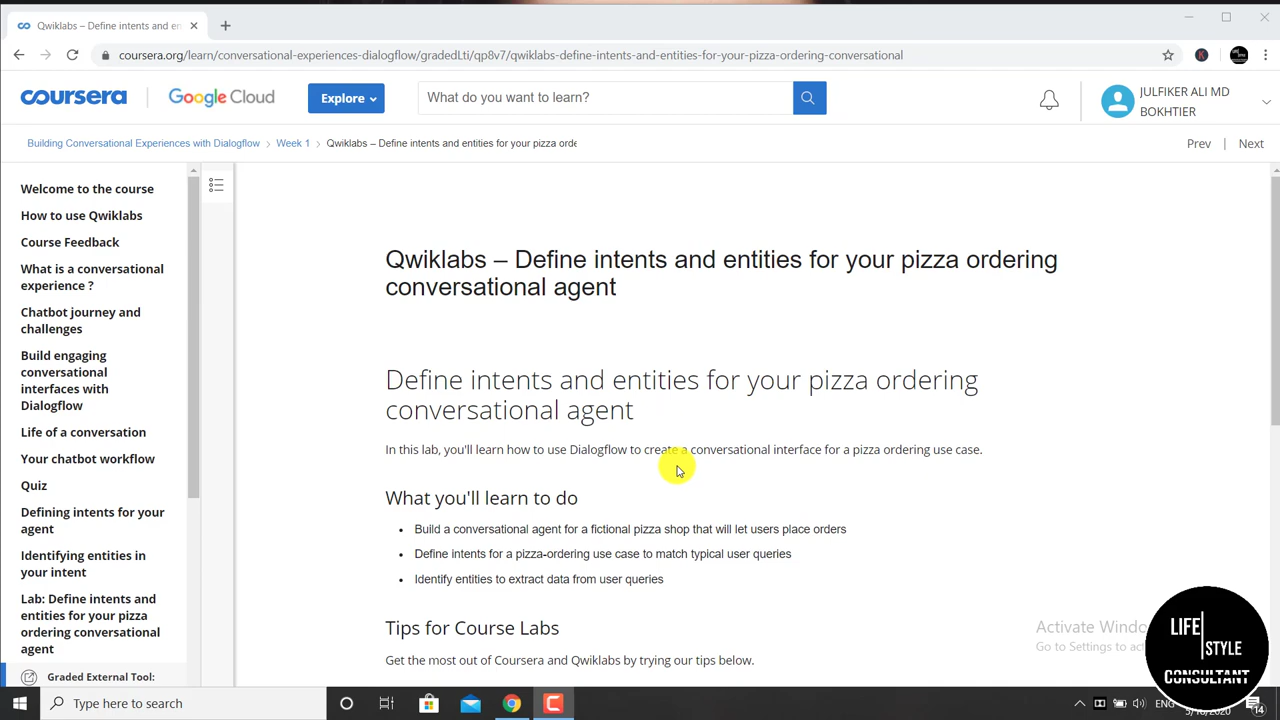 Qwiklabs – Define intents and en
coursera.org/learn/conversational-experiences-dialogflow/gradedLti/qp8v7/qwiklabs-define-intents-and-entities-for-your-pizza-ordering-conversational
coursera
Google Cloud
Explore
What do you want to learn?
JULFIKER ALI MD
BOKHTIER
Building Conversational Experiences with Dialogflow > Week 1 > Qwiklabs – Define intents and entities for your pizza orde
Prev | Next
Welcome to the course
How to use Qwiklabs
Course Feedback
What is a conversational
experience ?
Chatbot journey and
challenges
Build engaging
conversational
interfaces with
Dialogflow
Life of a conversation
Your chatbot workflow
Quiz
Defining intents for your
agent
Identifying entities in
your intent
Lab: Define intents and
entities for your pizza
ordering conversational
agent
Graded External Tool:
Qwiklabs – Define intents and entities for your pizza ordering
conversational agent
Define intents and entities for your pizza ordering
conversational agent
In this lab, you'll learn how to use Dialogflow to create a conversational interface for a pizza ordering use case.
What you'll learn to do
• Build a conversational agent for a fictional pizza shop that will let users place orders
• Define intents for a pizza-ordering use case to match typical user queries
• Identify entities to extract data from user queries
Tips for Course Labs
Get the most out of Coursera and Qwiklabs by trying our tips below.
Activate Windo
Go to Settings to act
LIFE
STYLE
CONSULTANT
Type here to search
ENG
14